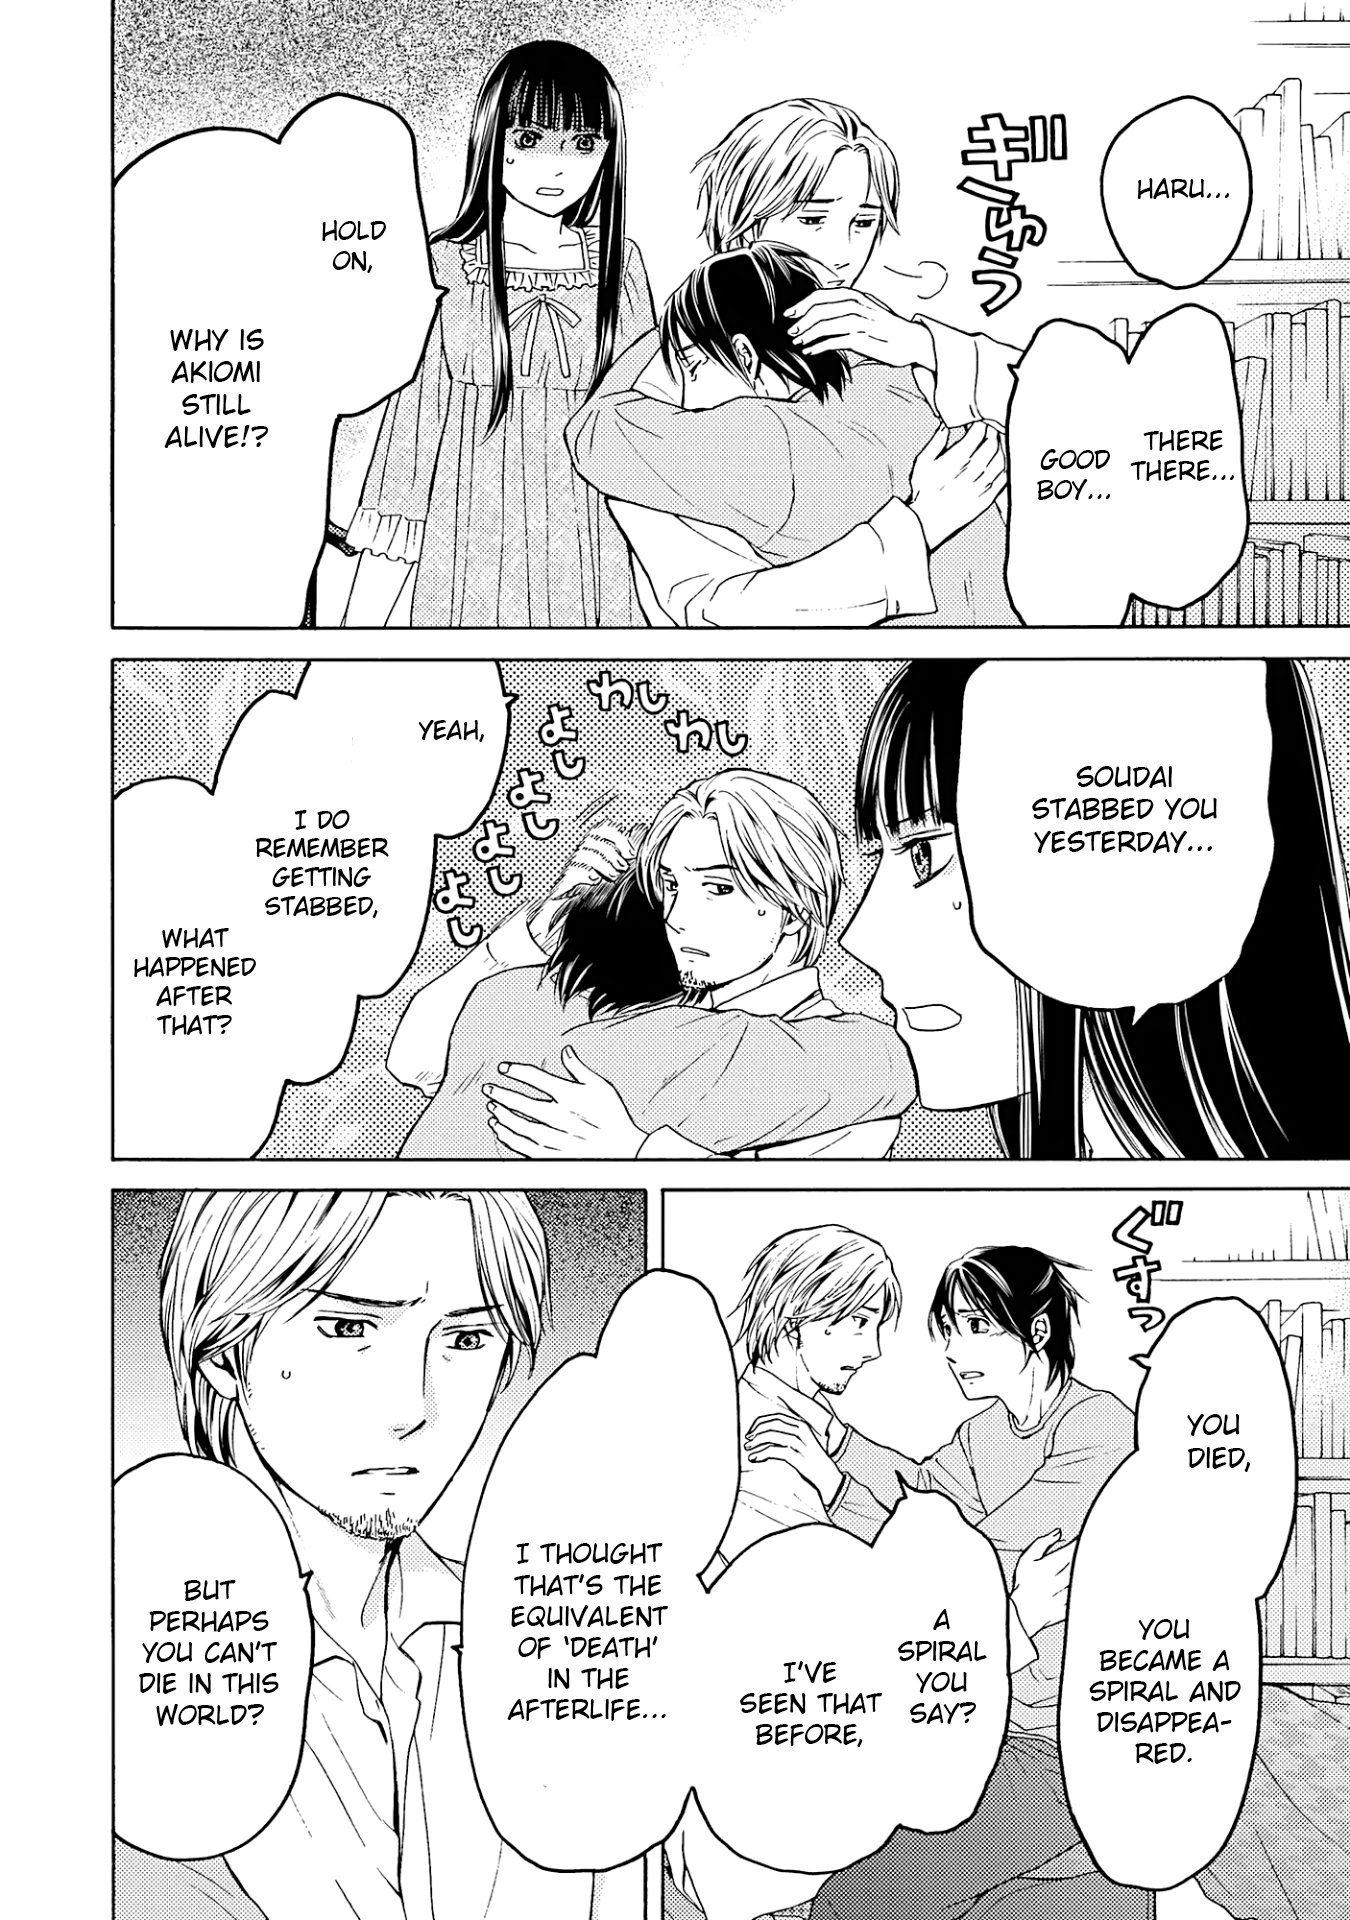 HARU...
THERE
THERE...
GOOD
BOY...
ギュウ
HOLD
ON,
WHY IS
AKIOMI
STILL
ALIVE!?
SOUDAI
STABBED YOU
YESTERDAY...
わし
わし
よし
よし
よし
よし
YEAH,
I DO
REMEMBER
GETTING
STABBED,
WHAT
HAPPENED
AFTER
THAT?
ぐすっ
YOU
DIED,
YOU
BECAME A
SPIRAL AND
DISAPPEA-
RED.
A
SPIRAL
YOU
SAY?
I'VE
SEEN THAT
BEFORE,
I THOUGHT
THAT'S THE
EQUIVALENT
OF 'DEATH'
IN THE
AFTERLIFE...
BUT
PERHAPS
YOU CAN'T
DIE IN THIS
WORLD?